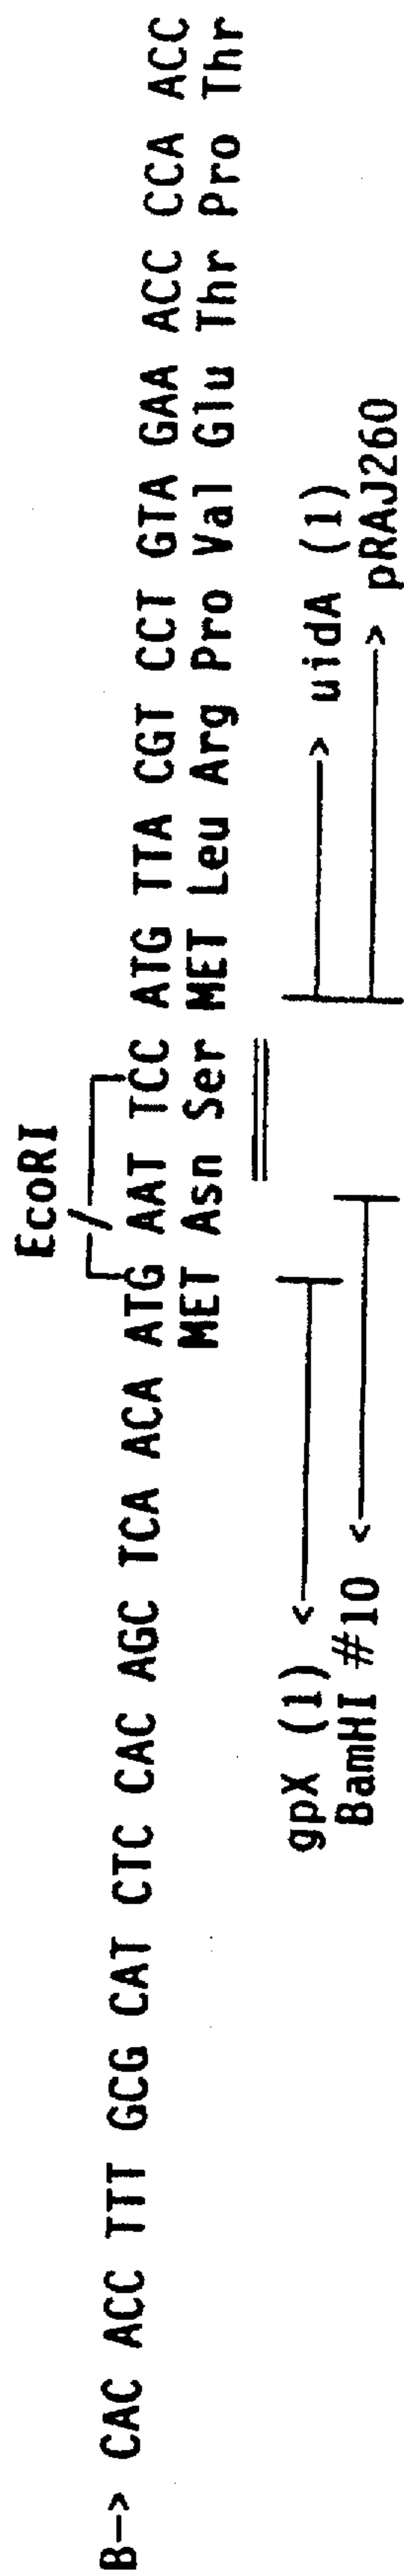 EcoRI
/
B—> CAC ACC TTT GCG CAT CTC CAC AGC TCA ACA ATG AAT TCC ATG TTA CGT CCT GTA GAA ACC CCA ACC
MET Asn Ser MET Leu Arg Pro Val Glu Thr Pro Thr
gpX (1) < > uidA (1)
BamHI #10 < > pRAJ260